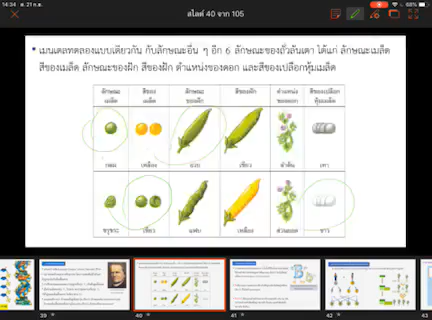 14:34 อ. 4 ก.ค.
สไลด์ 40 จาก 105
68%
• เมนเดลทดลองแบบเดียวกัน กับลักษณะอื่น ๆ อีก 6 ลักษณะของถั่วลันเตา ได้แก่ ลักษณะเมล็ด
สีของเมล็ด ลักษณะของฝัก สีของฝัก ตำแหน่งของดอก และสีของเปลือกหุ้มเมล็ด
ลักษณะเมล็ด สีของเมล็ด ลักษณะของฝัก สีของฝัก ตำแหน่งของดอก สีของเปลือกหุ้มเมล็ด
กลม เหลือง อวบ เขียว ลำต้น เทา
ขรุขระ เขียว แฟบ เหลือง ปลายยอด ขาว
39 40 41 42 43